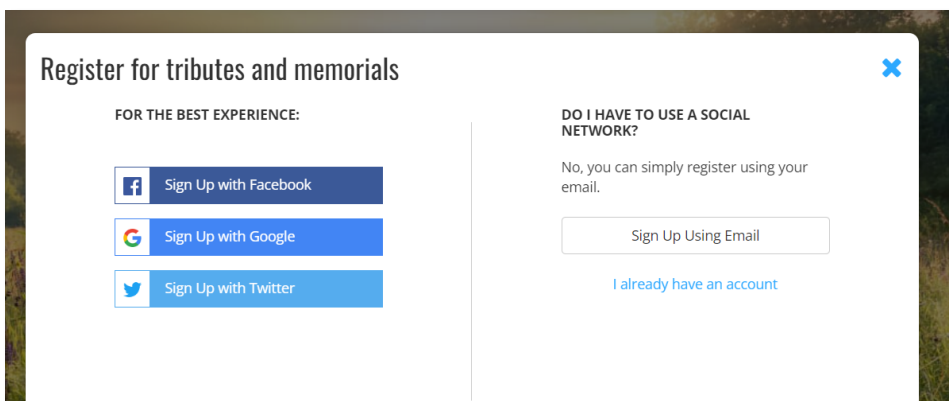 Register for tributes and memorials
FOR THE BEST EXPERIENCE:
Sign Up with Facebook
Sign Up with Google
Sign Up with Twitter
DO I HAVE TO USE A SOCIAL
NETWORK?
No, you can simply register using your
email.
Sign Up Using Email
I already have an account